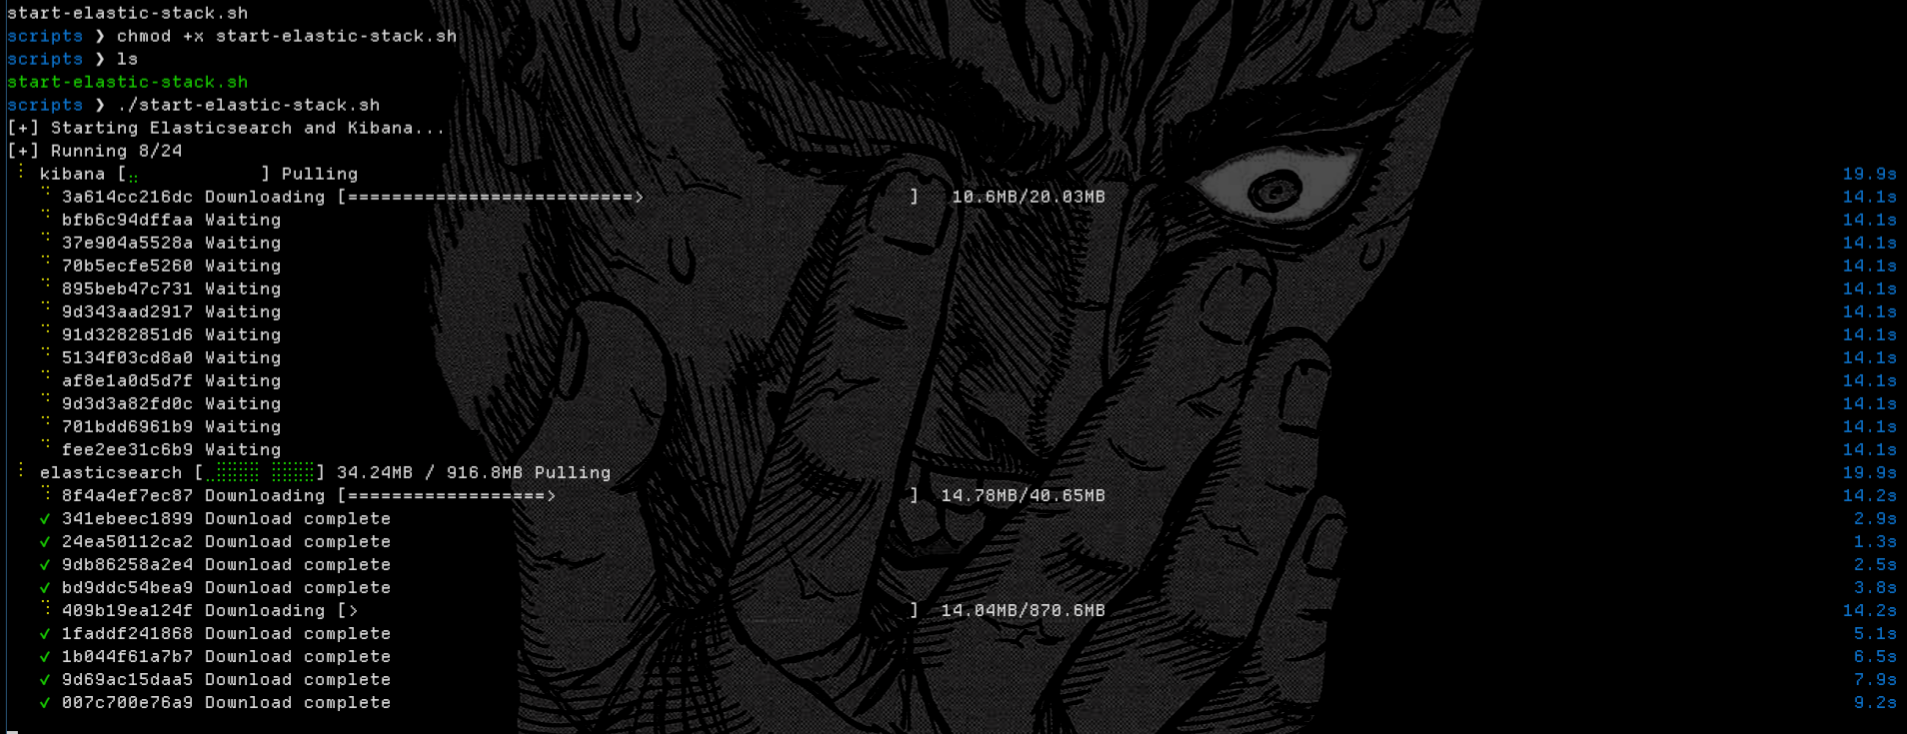 start-elastic-stack.sh
scripts ❯ chmod +x start-elastic-stack.sh
scripts ❯ ls
start-elastic-stack.sh
scripts ❯ ./start-elastic-stack.sh
[+] Starting Elasticsearch and Kibana...
[+] Running 8/24
kibana [⣤ ] Pulling 19.9s
3a614cc216dc Downloading [==========================> ] 10.6MB/20.03MB 14.1s
bfb6c94dffaa Waiting 14.1s
37e904a5528a Waiting 14.1s
70b5ecfe5260 Waiting 14.1s
895beb47c731 Waiting 14.1s
9d343aad2917 Waiting 14.1s
91d3282851d6 Waiting 14.1s
5134f03cd8a0 Waiting 14.1s
af8e1a0d5d7f Waiting 14.1s
9d3d3a82fd0c Waiting 14.1s
701bdd6961b9 Waiting 14.1s
fee2ee31c6b9 Waiting 14.1s
elasticsearch [⣀⣿⣿⣿⣿ ⣿⣿⣿⣿] 34.24MB / 916.8MB Pulling 19.9s
8f4a4ef7ec87 Downloading [==================> ] 14.78MB/40.65MB 14.2s
✓ 341ebeec1899 Download complete 2.9s
✓ 24ea50112ca2 Download complete 1.3s
✓ 9db86258a2e4 Download complete 2.5s
✓ bd9ddc54bea9 Download complete 3.8s
409b19ea124f Downloading [> ] 14.04MB/870.6MB 14.2s
✓ 1faddf241868 Download complete 5.1s
✓ 1b044f61a7b7 Download complete 6.5s
✓ 9d69ac15daa5 Download complete 7.9s
✓ 007c700e76a9 Download complete 9.2s